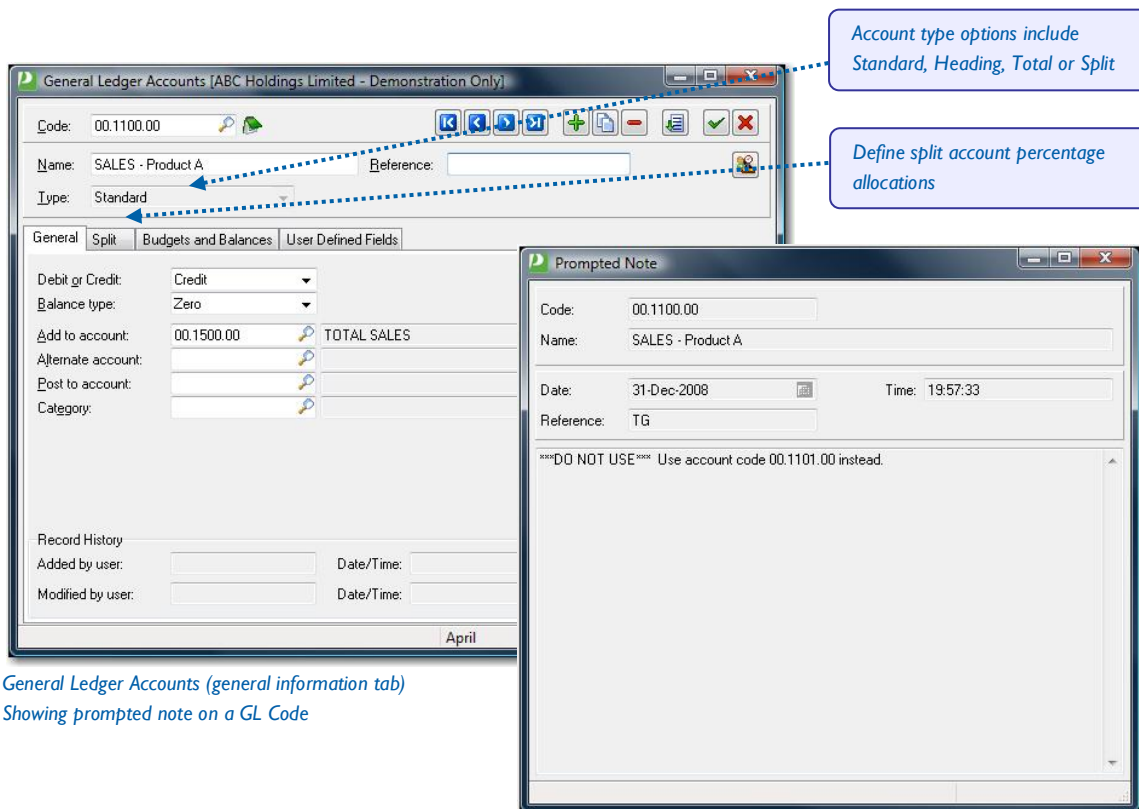 Account type options include
Standard, Heading, Total or Split
General Ledger Accounts [ABC Holdings Limited - Demonstration Only]
Code: 00.1100.00
Define split account percentage
allocations
Name: SALES - Product A Reference:
Type: Standard
General Split Budgets and Balances User Defined Fields
Debit or Credit: Credit
Balance type: Zero
Add to account: 00.1500.00 TOTAL SALES
Alternate account:
Post to account:
Category:
Record History
Added by user: Date/Time:
Modified by user: Date/Time:
April
Prompted Note
Code: 00.1100.00
Name: SALES - Product A
Date: 31-Dec-2008 Time: 19:57:33
Reference: TG
***DO NOT USE*** Use account code 00.1101.00 instead.
General Ledger Accounts (general information tab)
Showing prompted note on a GL Code